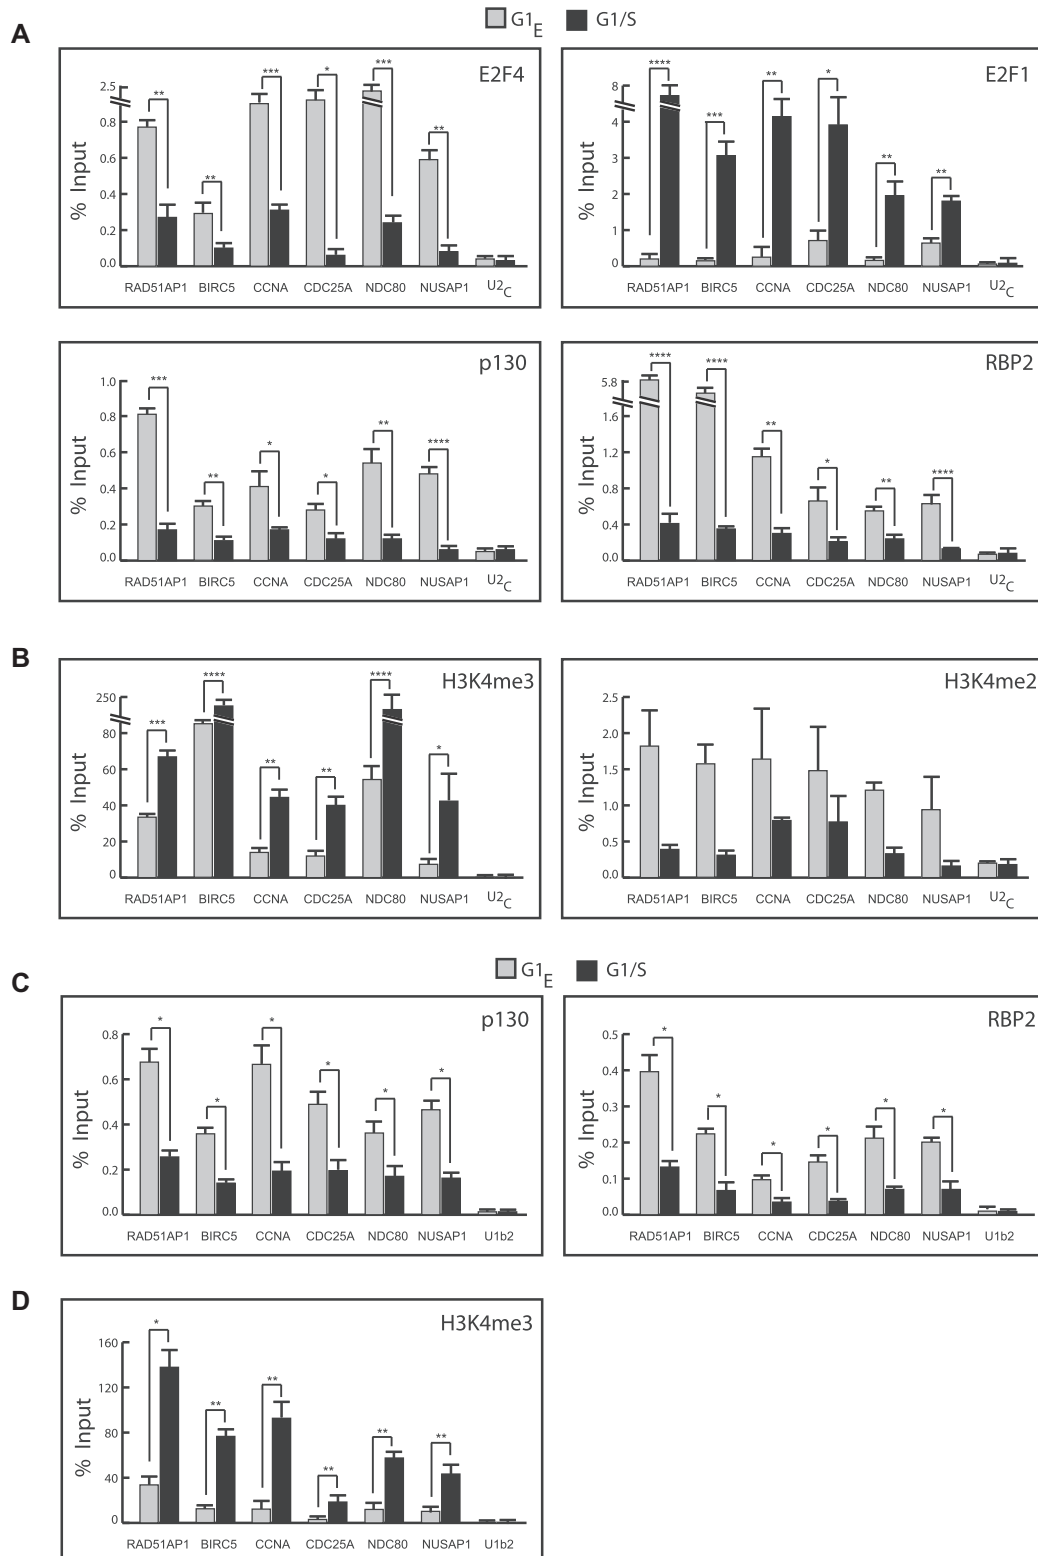 A
G1E G1/S
E2F4
% Input
2.5
0.8
0.6
0.4
0.2
0.0
** ** *** * *** **
RAD51AP1 BIRC5 CCNA CDC25A NDC80 NUSAP1 U2C
E2F1
% Input
8
4
3
2
1
0
**** *** ** * ** **
RAD51AP1 BIRC5 CCNA CDC25A NDC80 NUSAP1 U2C
p130
% Input
1.0
0.8
0.6
0.4
0.2
0.0
*** ** * * ** ****
RAD51AP1 BIRC5 CCNA CDC25A NDC80 NUSAP1 U2C
RBP2
% Input
5.8
1.6
1.2
0.8
0.4
0.0
**** **** ** * ** ****
RAD51AP1 BIRC5 CCNA CDC25A NDC80 NUSAP1 U2C
B
H3K4me3
% Input
250
80
60
40
20
0
*** **** ** ** **** *
RAD51AP1 BIRC5 CCNA CDC25A NDC80 NUSAP1 U2C
H3K4me2
% Input
2.5
2.0
1.5
1.0
0.5
0.0
RAD51AP1 BIRC5 CCNA CDC25A NDC80 NUSAP1 U2C
C
G1E G1/S
p130
% Input
0.8
0.6
0.4
0.2
0.0
* * * * * *
RAD51AP1 BIRC5 CCNA CDC25A NDC80 NUSAP1 U1b2
RBP2
% Input
0.5
0.4
0.3
0.2
0.1
0.0
* * * * * *
RAD51AP1 BIRC5 CCNA CDC25A NDC80 NUSAP1 U1b2
D
H3K4me3
% Input
160
120
80
40
0
* ** ** ** ** **
RAD51AP1 BIRC5 CCNA CDC25A NDC80 NUSAP1 U1b2